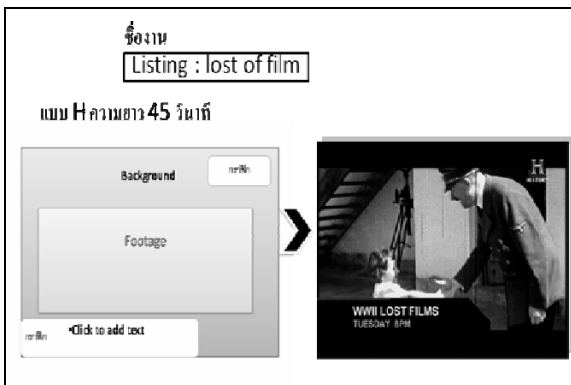 ชื่องาน
Listing : lost of film
แบบ H ความยาว 45 วินาที
Background
กราฟิก
Footage
กราฟิก
•Click to add text
H
HISTORY
WWII LOST FILMS
TUESDAY 8PM